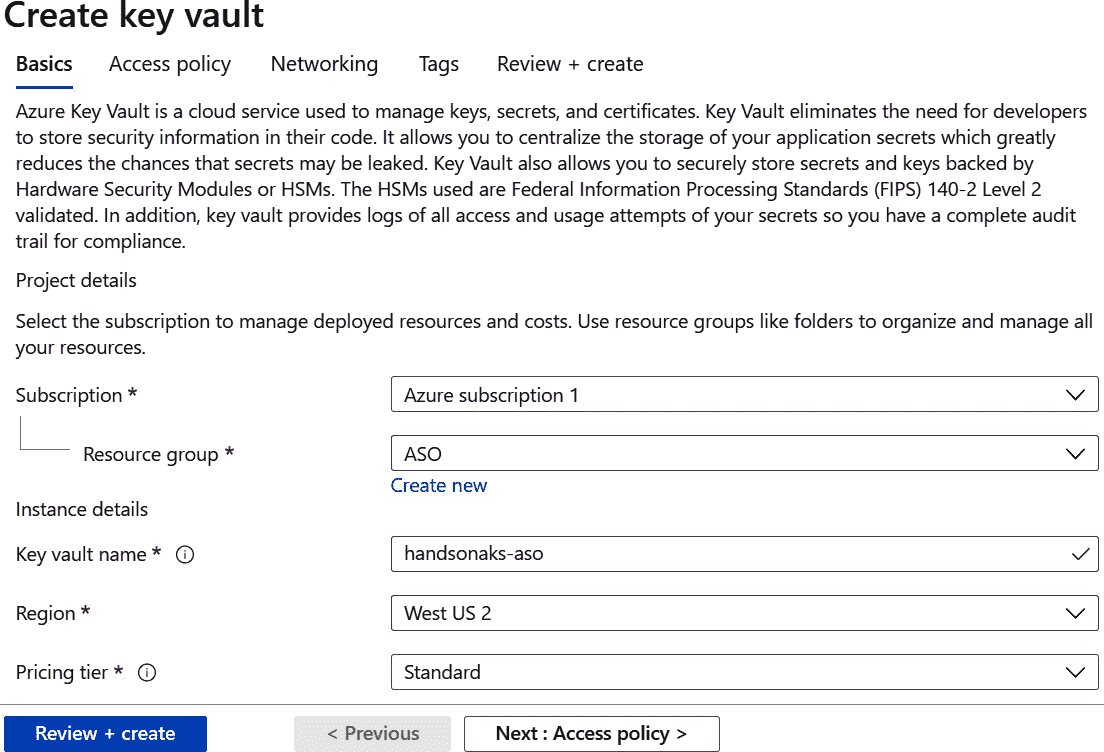 Create key vault
Basics Access policy Networking Tags Review + create
Azure Key Vault is a cloud service used to manage keys, secrets, and certificates. Key Vault eliminates the need for developers
to store security information in their code. It allows you to centralize the storage of your application secrets which greatly
reduces the chances that secrets may be leaked. Key Vault also allows you to securely store secrets and keys backed by
Hardware Security Modules or HSMs. The HSMs used are Federal Information Processing Standards (FIPS) 140-2 Level 2
validated. In addition, key vault provides logs of all access and usage attempts of your secrets so you have a complete audit
trail for compliance.
Project details
Select the subscription to manage deployed resources and costs. Use resource groups like folders to organize and manage all
your resources.
Subscription * Azure subscription 1
Resource group * ASO
Create new
Instance details
Key vault name * handsonaks-aso
Region * West US 2
Pricing tier * Standard
Review + create < Previous Next : Access policy >